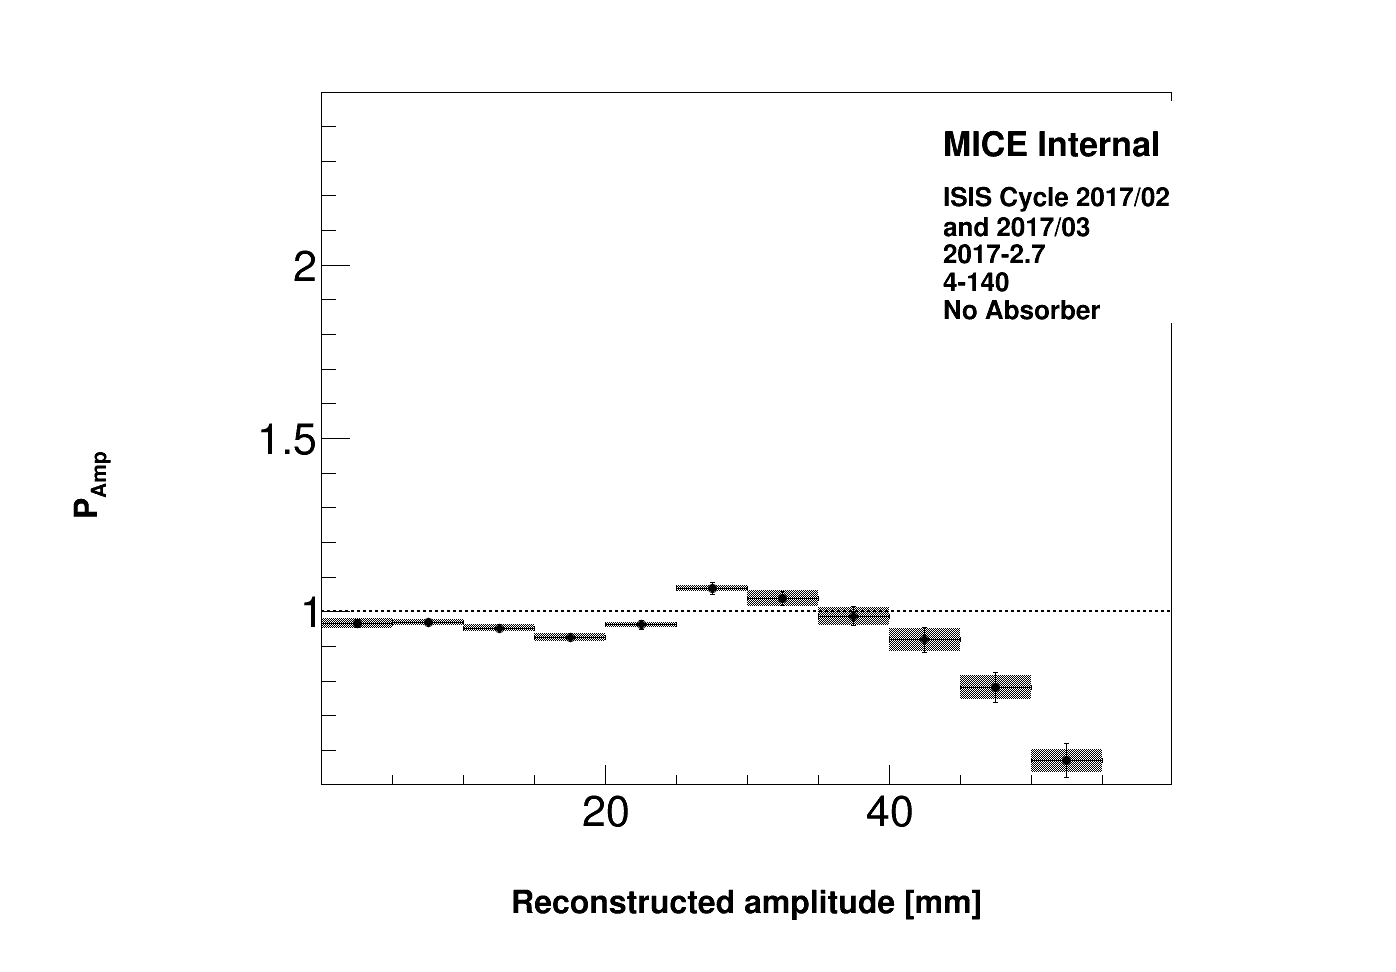 MICE Internal
ISIS Cycle 2017/02
and 2017/03
2017-2.7
4-140
No Absorber
2
1.5
1
P_Amp
20 40
Reconstructed amplitude [mm]